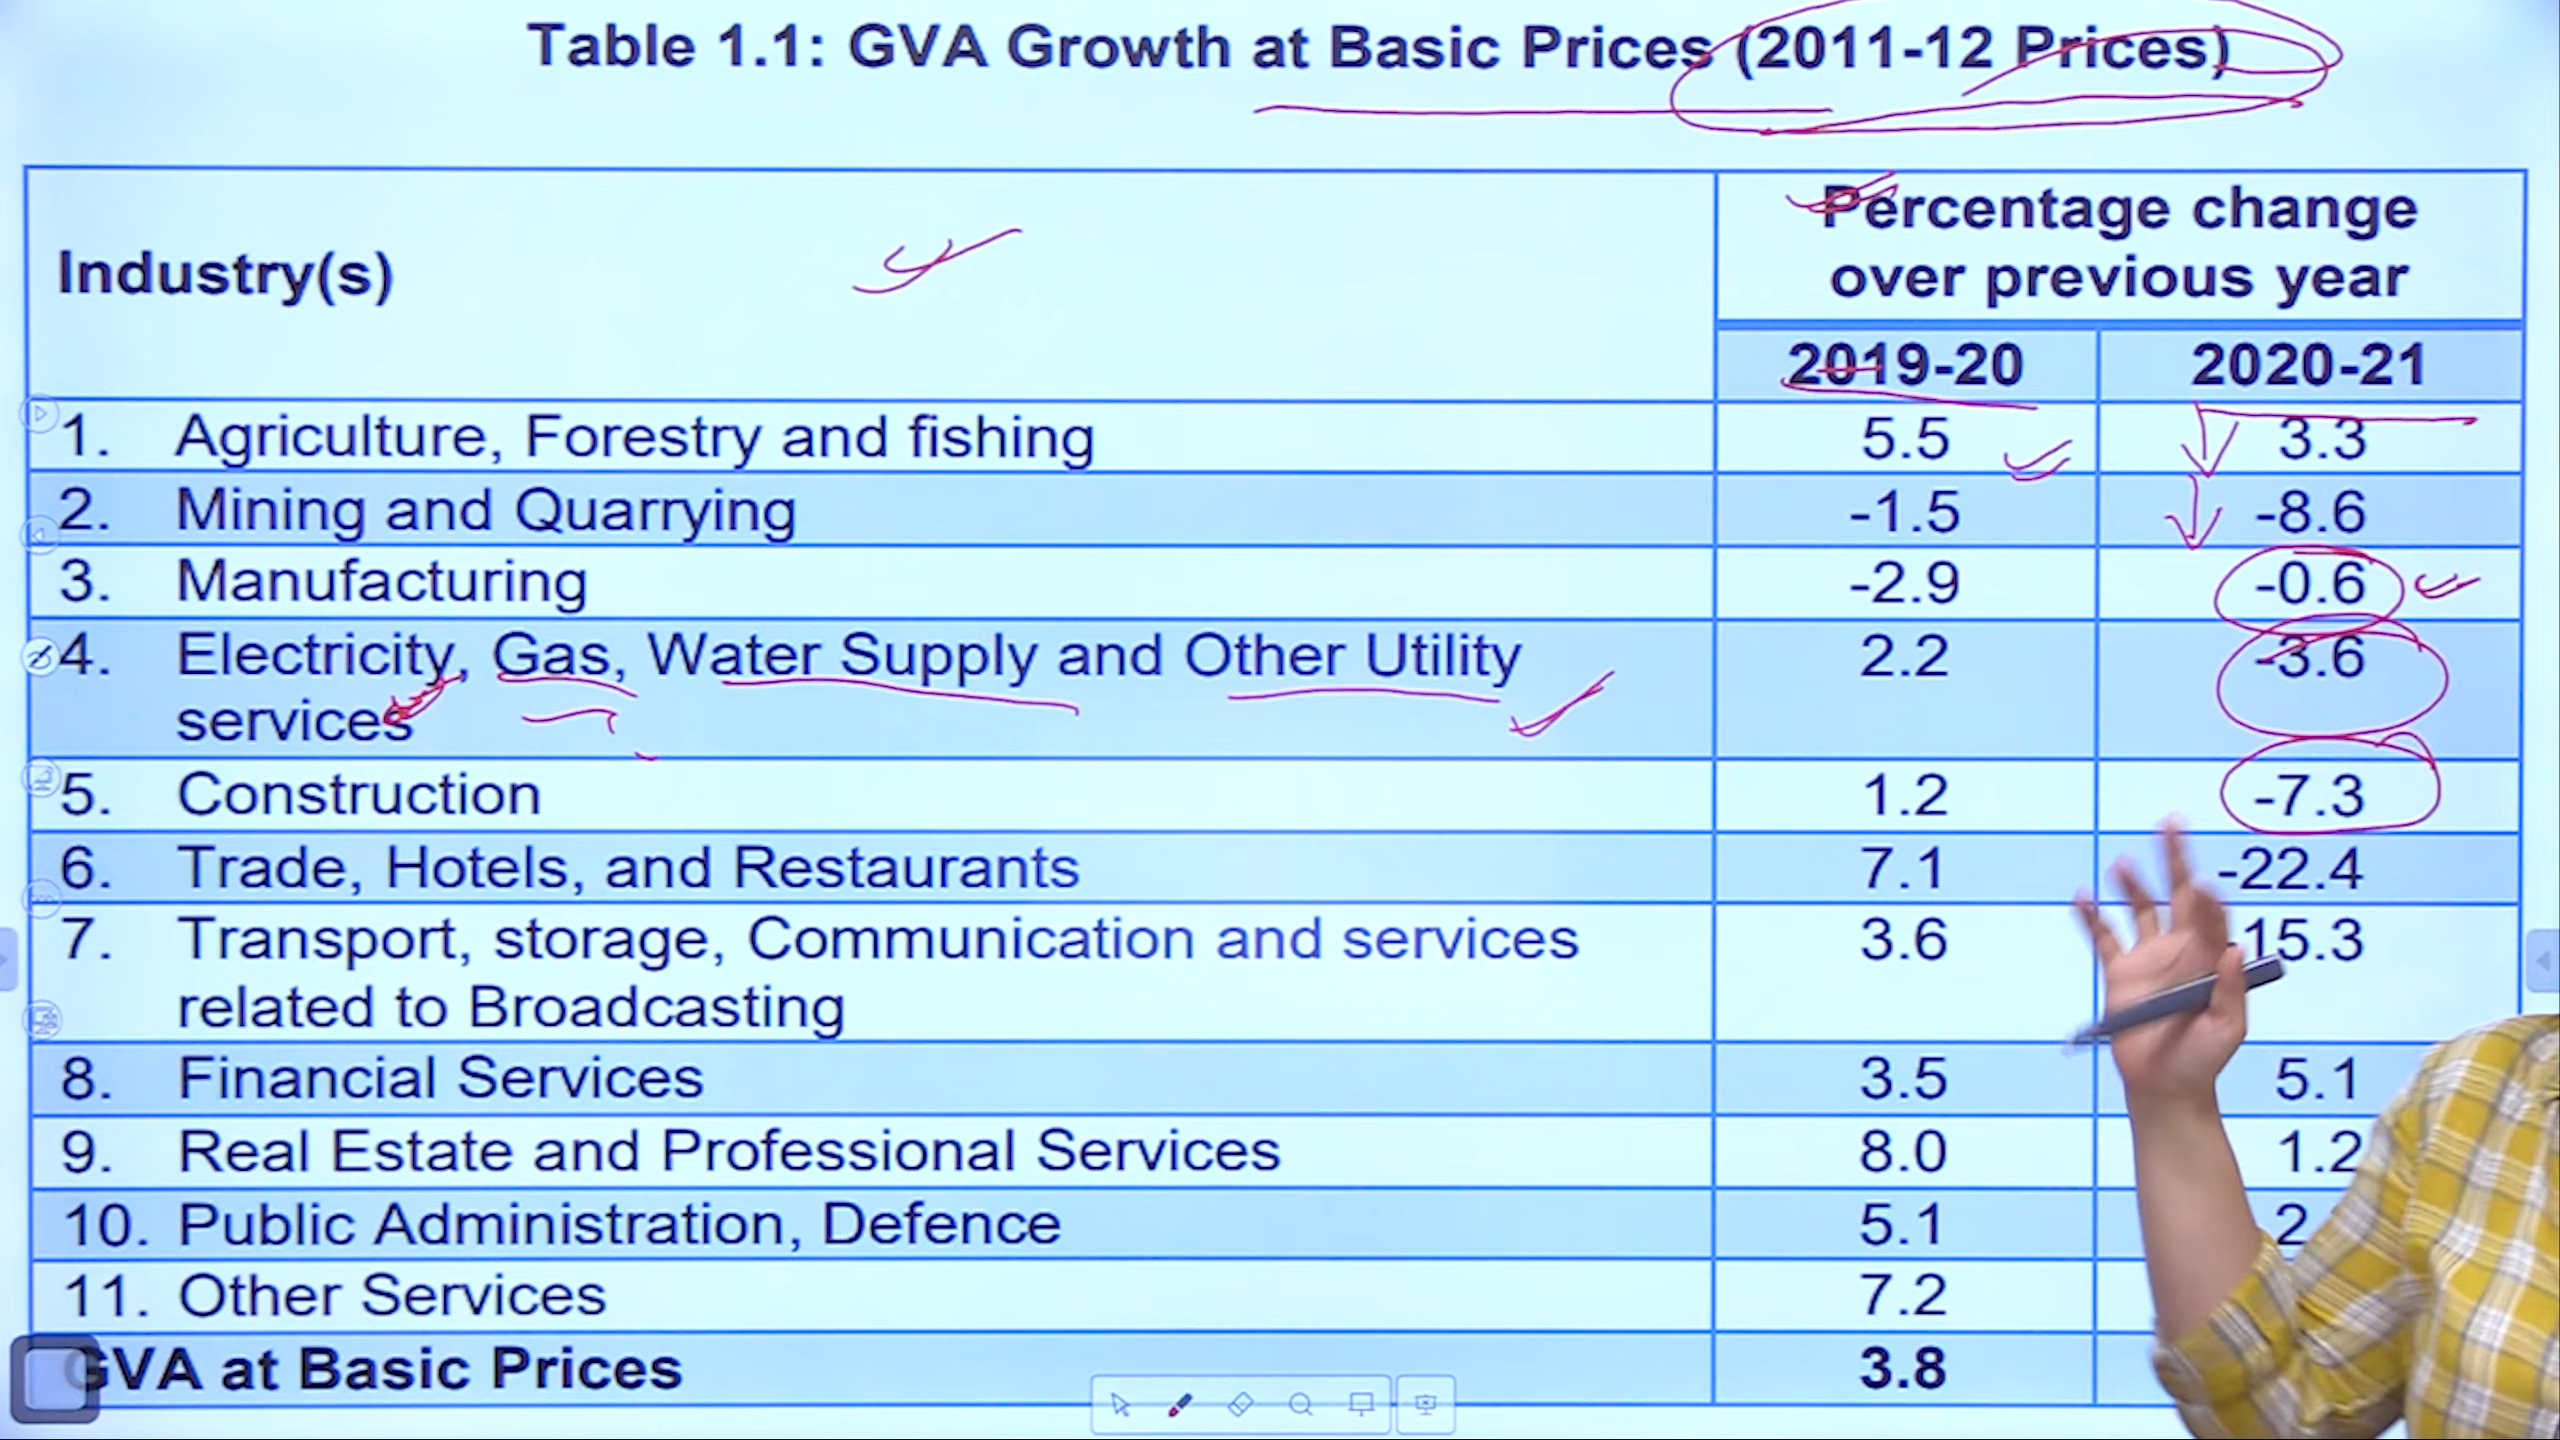 Table 1.1: GVA Growth at Basic Prices (2011-12 Prices)
Industry(s)
Percentage change
over previous year
2019-20 2020-21
1. Agriculture, Forestry and fishing 5.5 3.3
2. Mining and Quarrying -1.5 -8.6
3. Manufacturing -2.9 -0.6
4. Electricity, Gas, Water Supply and Other Utility 2.2 -3.6
services
5. Construction 1.2 -7.3
6. Trade, Hotels, and Restaurants 7.1 -22.4
7. Transport, storage, Communication and services 3.6 -15.3
related to Broadcasting
8. Financial Services 3.5 5.1
9. Real Estate and Professional Services 8.0 1.2
10. Public Administration, Defence 5.1
11. Other Services 7.2
GVA at Basic Prices 3.8